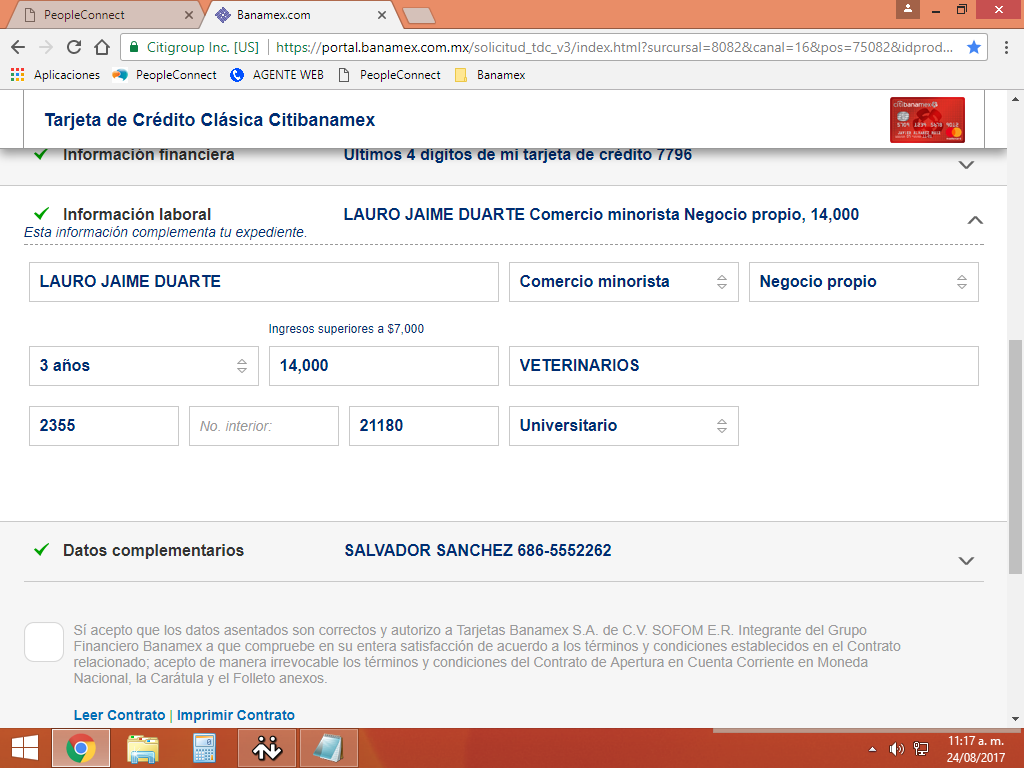 PeopleConnect
Banamex.com
Citigroup Inc. [US]
https://portal.banamex.com.mx/solicitud_tdc_v3/index.html?sursursal=8082&canal=16&pos=75082&idprod...
Aplicaciones
PeopleConnect
AGENTE WEB
PeopleConnect
Banamex
Tarjeta de Crédito Clásica Citibanamex
citibanamex
Información financiera
Últimos 4 dígitos de mi tarjeta de crédito 7796
Información laboral
LAURO JAIME DUARTE Comercio minorista Negocio propio, 14,000
Esta información complementa tu expediente.
LAURO JAIME DUARTE
Comercio minorista
Negocio propio
Ingresos superiores a $7,000
3 años
14,000
VETERINARIOS
2355
No. interior:
21180
Universitario
Datos complementarios
SALVADOR SANCHEZ 686-5552262
Sí acepto que los datos asentados son correctos y autorizo a Tarjetas Banamex S.A. de C.V. SOFOM E.R. Integrante del Grupo
Financiero Banamex a que compruebe en su entera satisfacción de acuerdo a los términos y condiciones establecidos en el Contrato
relacionado; acepto de manera irrevocable los términos y condiciones del Contrato de Apertura en Cuenta Corriente en Moneda
Nacional, la Carátula y el Folleto anexos.
Leer Contrato | Imprimir Contrato
11:17 a. m.
24/08/2017